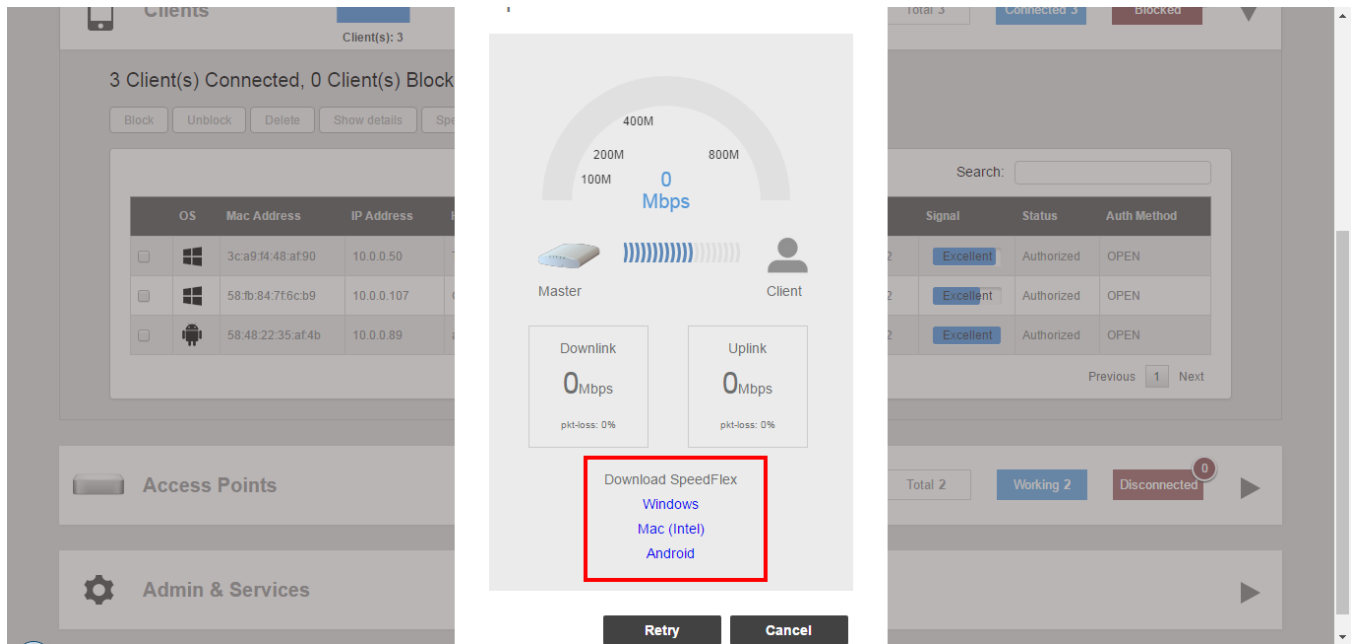 Clients
Client(s): 3
Total 3
Connected 3
Blocked
3 Client(s) Connected, 0 Client(s) Block
Block
Unblock
Delete
Show details
Search:
OS Mac Address IP Address
Signal Status Auth Method
3c:a9:f4:48:af:90 10.0.0.50
2 Excellent Authorized OPEN
58:fb:84:7f:6c:b9 10.0.0.107
2 Excellent Authorized OPEN
58:48:22:35:af:4b 10.0.0.89
2 Excellent Authorized OPEN
Previous 1 Next
Access Points
Total 2
Working 2
Disconnected
0
Admin & Services
400M
200M
800M
100M
0
Mbps
Master
Client
Downlink
0Mbps
pkt-loss: 0%
Uplink
0Mbps
pkt-loss: 0%
Download SpeedFlex
Windows
Mac (Intel)
Android
Retry
Cancel